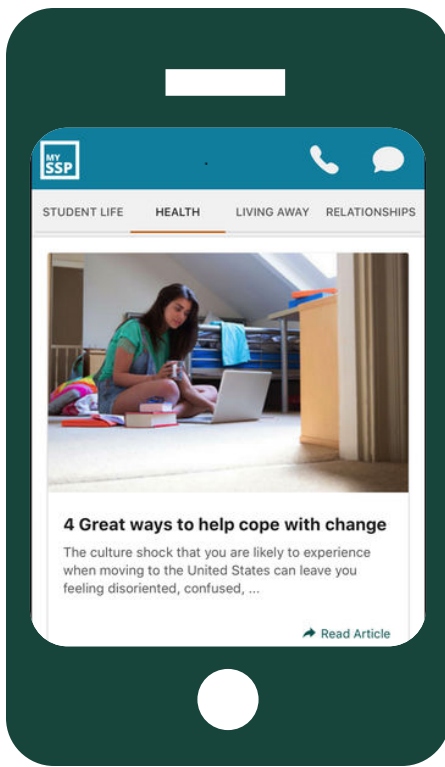 MY
SSP
STUDENT LIFE HEALTH LIVING AWAY RELATIONSHIPS
4 Great ways to help cope with change
The culture shock that you are likely to experience
when moving to the United States can leave you
feeling disoriented, confused, ...
Read Article